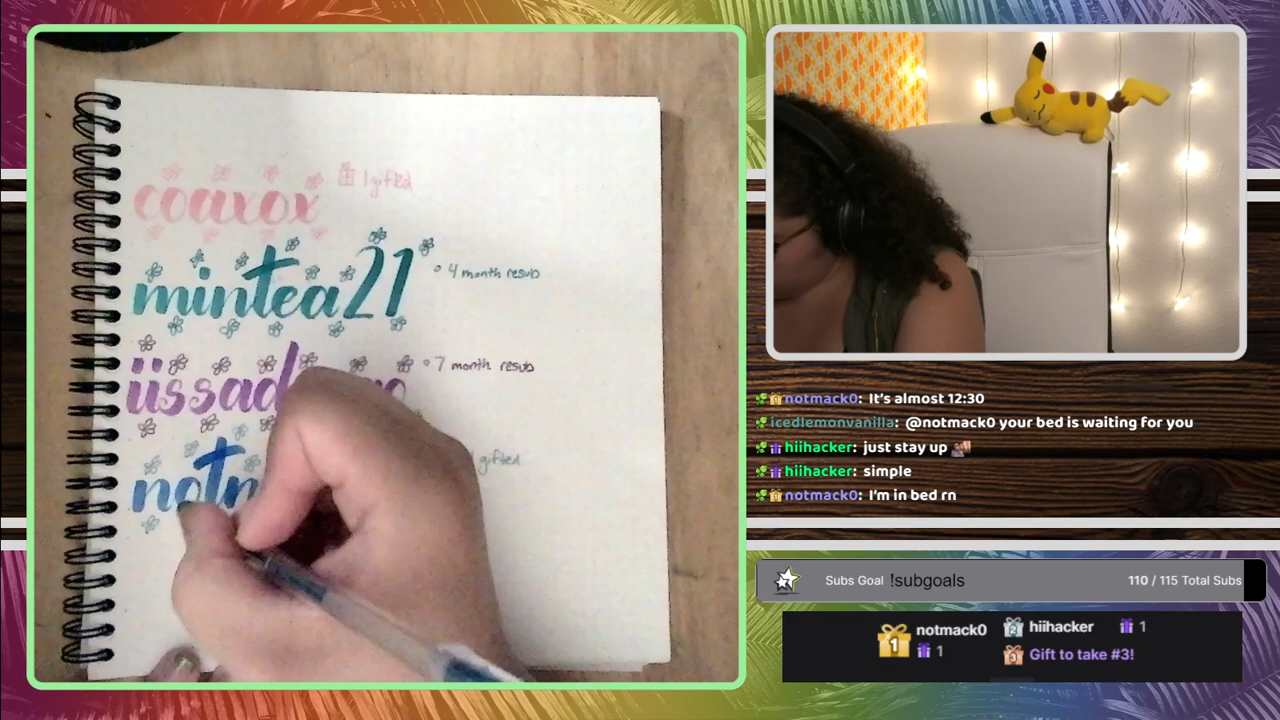 coaxox 1 gifted
mintea21 4 month resub
7 month resub
gifted
notmack0: It's almost 12:30
icedlemonvanilla: @notmack0 your bed is waiting for you
hiihacker: just stay up
hiihacker: simple
notmack0: I'm in bed rn
Subs Goal !subgoals 110 / 115 Total Subs
1 notmack0 1
2 hiihacker 1
3 Gift to take #3!